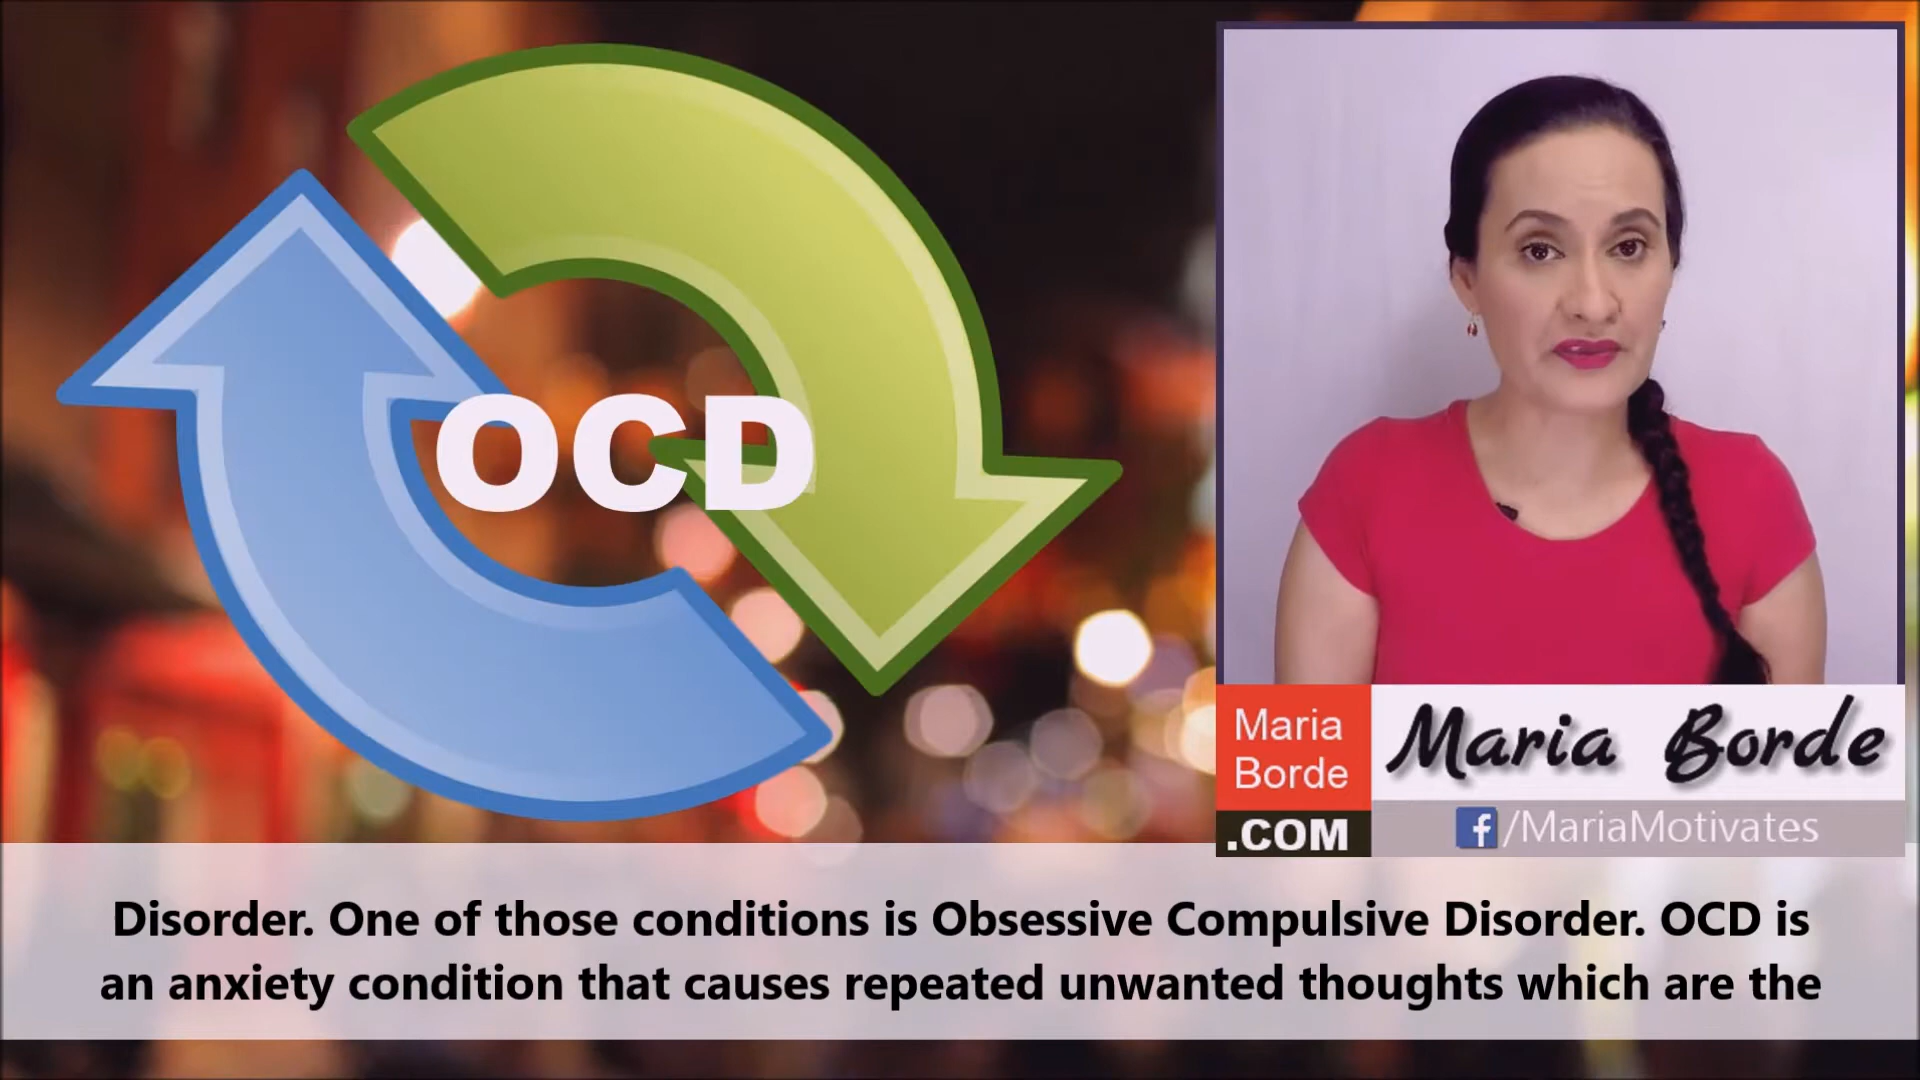 OCD
Maria
Borde
.COM
Maria Borde
f/MariaMotivates
Disorder. One of those conditions is Obsessive Compulsive Disorder. OCD is
an anxiety condition that causes repeated unwanted thoughts which are the